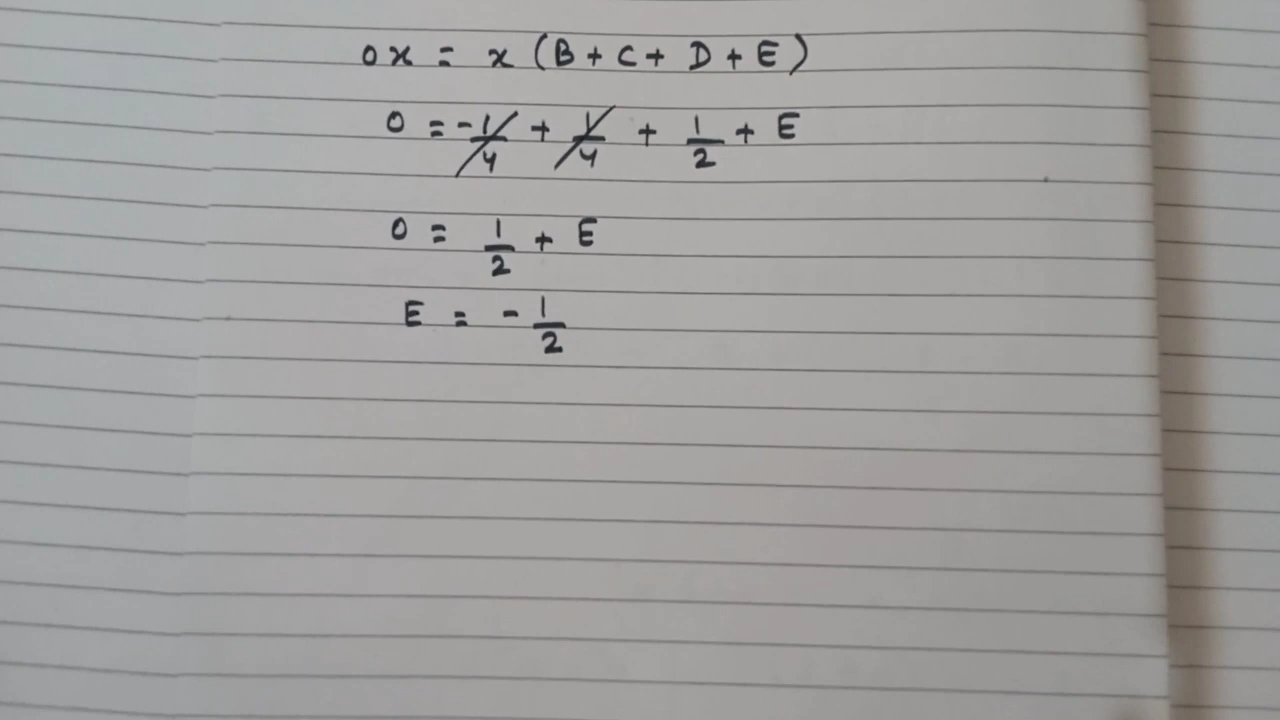 0x = x (B + C + D + E)
0 = -1/4 + 1/4 + 1/2 + E
0 = 1/2 + E
E = - 1/2